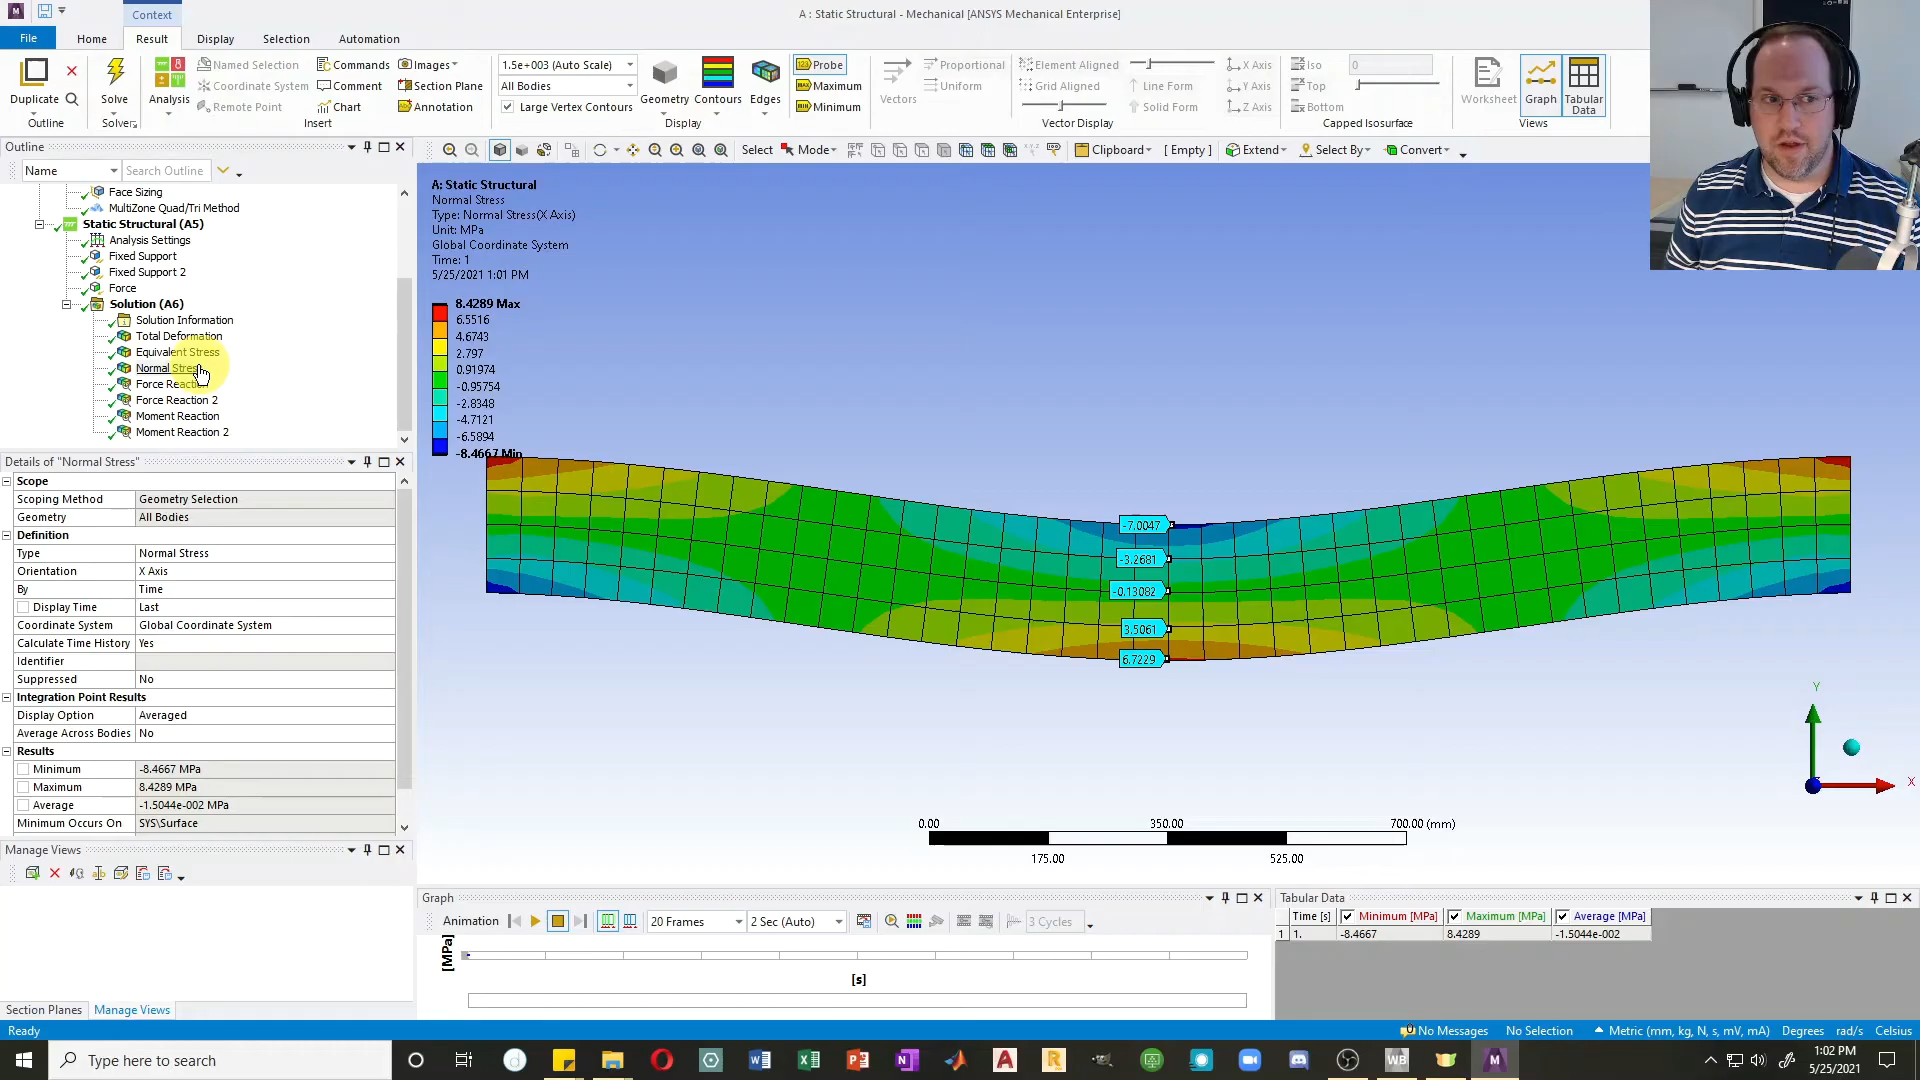 Context
A : Static Structural - Mechanical [ANSYS Mechanical Enterprise]
File Home Result Display Selection Automation
Duplicate
Outline
Solve
Solver
Analysis
Named Selection
Coordinate System
Remote Point
Commands
Comment
Chart
Images
Section Plane
Annotation
Insert
1.5e+003 (Auto Scale)
All Bodies
Large Vertex Contours
Geometry
Contours
Edges
Display
Probe
Maximum
Minimum
Vectors
Proportional
Uniform
Element Aligned
Grid Aligned
Line Form
Solid Form
X Axis
Y Axis
Z Axis
Vector Display
Iso
Top
Bottom
0
Capped Isosurface
Worksheet
Graph
Tabular Data
Views
Outline
Name
Search Outline
Select Mode Clipboard [ Empty ] Extend Select By Convert
Face Sizing
MultiZone Quad/Tri Method
Static Structural (A5)
Analysis Settings
Fixed Support
Fixed Support 2
Force
Solution (A6)
Solution Information
Total Deformation
Equivalent Stress
Normal Stress
Force Reaction
Force Reaction 2
Moment Reaction
Moment Reaction 2
Details of "Normal Stress"
Scope
Scoping Method Geometry Selection
Geometry All Bodies
Definition
Type Normal Stress
Orientation X Axis
By Time
Display Time Last
Coordinate System Global Coordinate System
Calculate Time History Yes
Identifier
Suppressed No
Integration Point Results
Display Option Averaged
Average Across Bodies No
Results
Minimum -8.4667 MPa
Maximum 8.4289 MPa
Average -1.5044e-002 MPa
Minimum Occurs On SYS\Surface
Manage Views
Section Planes Manage Views
A: Static Structural
Normal Stress
Type: Normal Stress(X Axis)
Unit: MPa
Global Coordinate System
Time: 1
5/25/2021 1:01 PM
8.4289 Max
6.5516
4.6743
2.797
0.91974
-0.95754
-2.8348
-4.7121
-6.5894
-8.4667 Min
-7.0047
-3.2681
-0.13082
3.5061
6.7229
Y
X
0.00 350.00 700.00 (mm)
175.00 525.00
Graph
Animation 20 Frames 2 Sec (Auto) 3 Cycles
[MPa]
[s]
Tabular Data
Time [s] Minimum [MPa] Maximum [MPa] Average [MPa]
1 1. -8.4667 8.4289 -1.5044e-002
Ready
No Messages No Selection Metric (mm, kg, N, s, mV, mA) Degrees rad/s Celsius
Type here to search
1:02 PM
5/25/2021